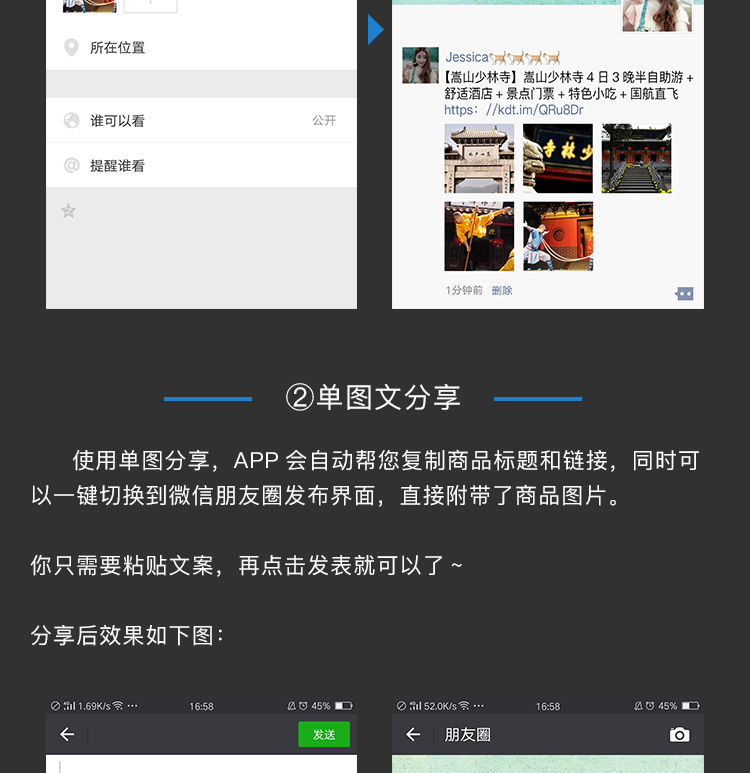 所在位置
谁可以看
公开
提醒谁看
Jessica
【嵩山少林寺】嵩山少林寺 4 日 3 晚半自助游 +
舒适酒店 + 景点门票 + 特色小吃 + 国航直飞
https：//kdt.im/QRu8Dr
1分钟前 删除
②单图文分享
使用单图分享，APP 会自动帮您复制商品标题和链接，同时可
以一键切换到微信朋友圈发布界面，直接附带了商品图片。
你只需要粘贴文案，再点击发表就可以了 ~
分享后效果如下图：
1.69K/s 16:58 45%
发送
52.0K/s 16:58 45%
朋友圈